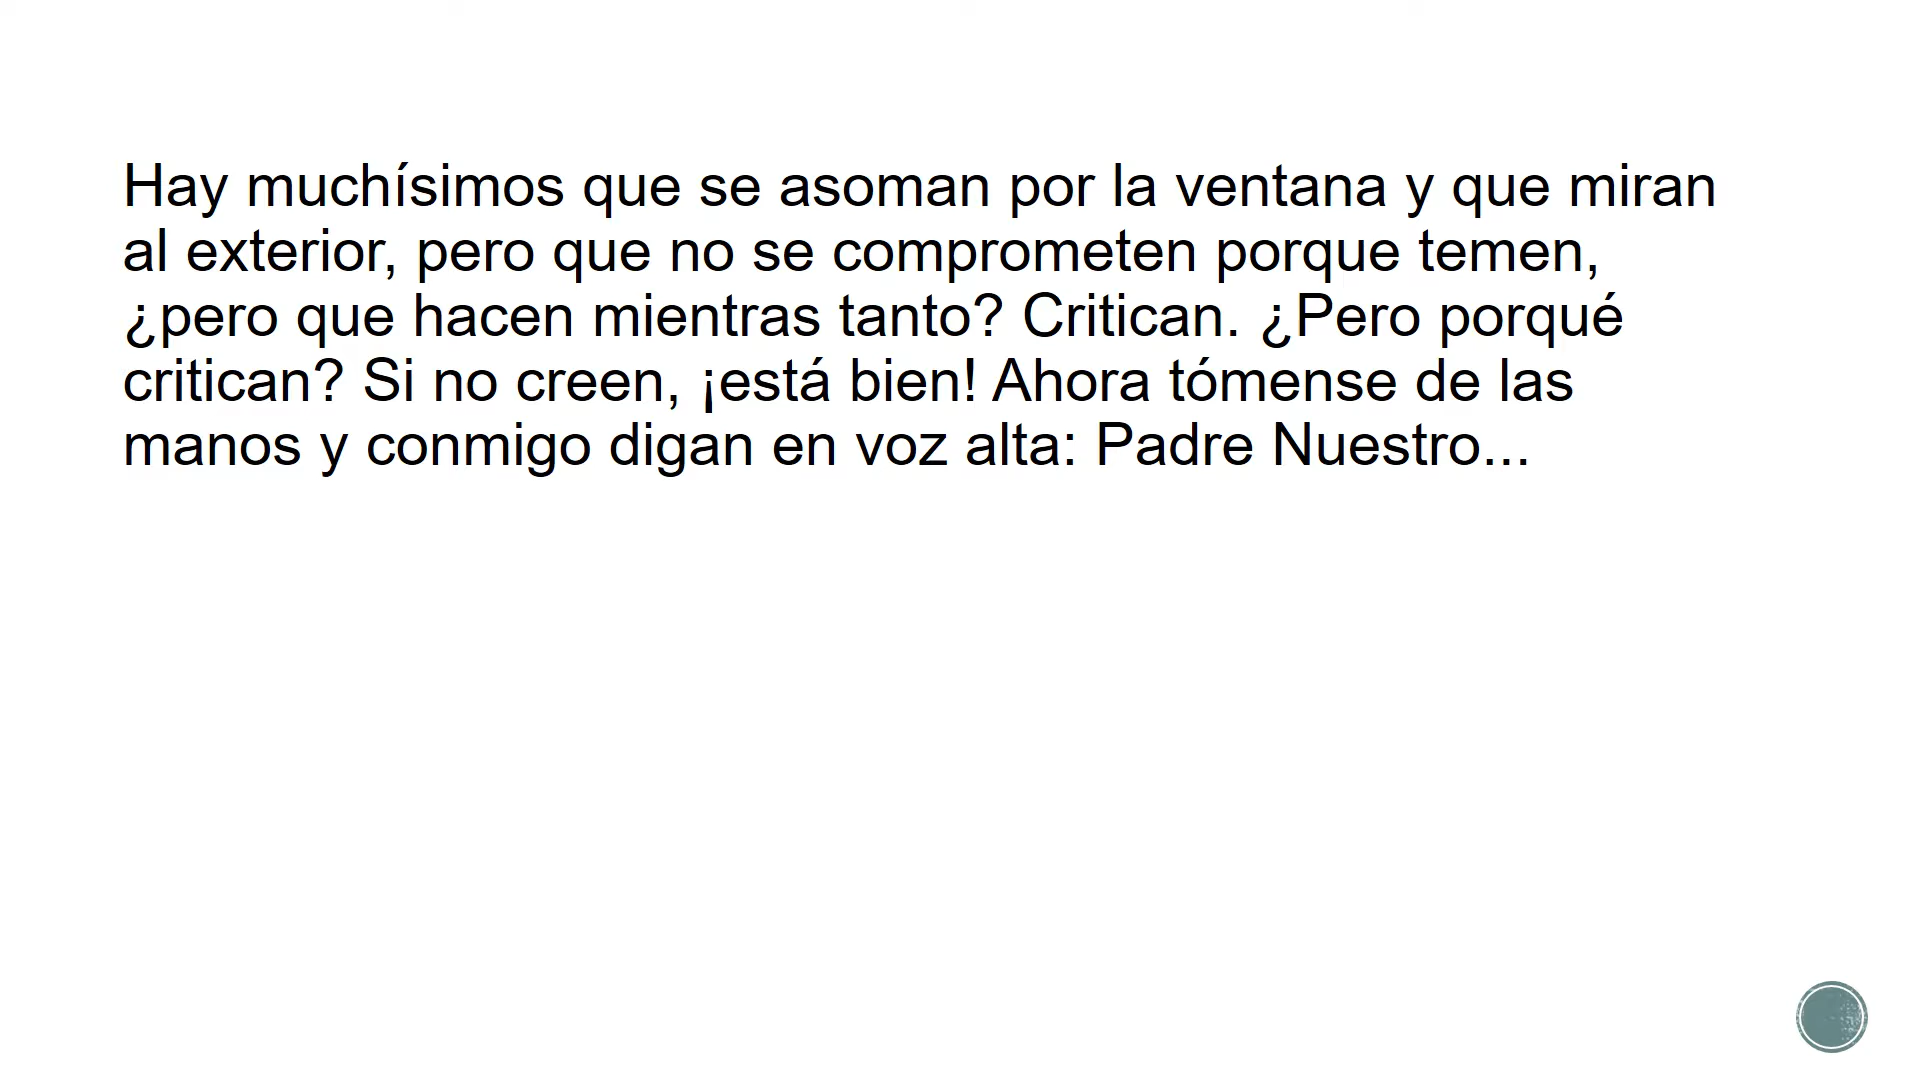 Hay muchísimos que se asoman por la ventana y que miran
al exterior, pero que no se comprometen porque temen,
¿pero que hacen mientras tanto? Critican. ¿Pero porqué
critican? Si no creen, ¡está bien! Ahora tómense de las
manos y conmigo digan en voz alta: Padre Nuestro...